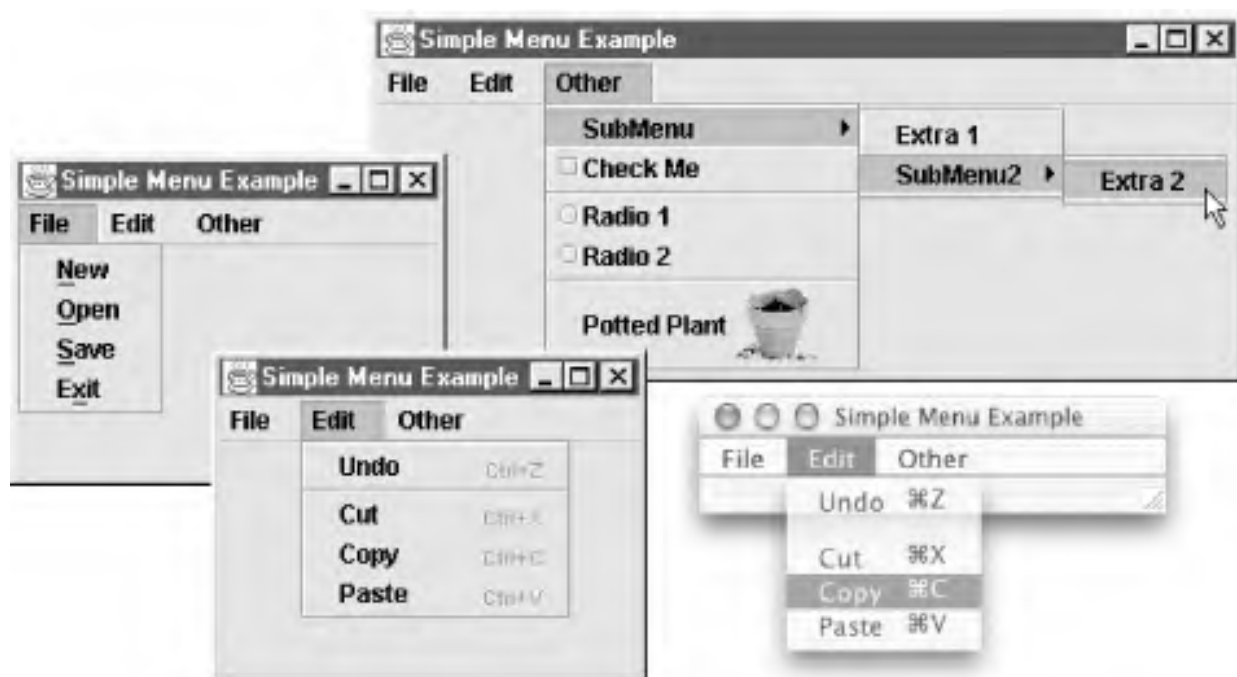 Simple Menu Example
File Edit Other
SubMenu
Check Me
Radio 1
Radio 2
Potted Plant
Extra 1
SubMenu2
Extra 2
Simple Menu Example
File Edit Other
New
Open
Save
Exit
Simple Menu Example
File Edit Other
Undo Ctrl+Z
Cut Ctrl+X
Copy Ctrl+C
Paste Ctrl+V
Simple Menu Example
File Edit Other
Undo ⌘Z
Cut ⌘X
Copy ⌘C
Paste ⌘V